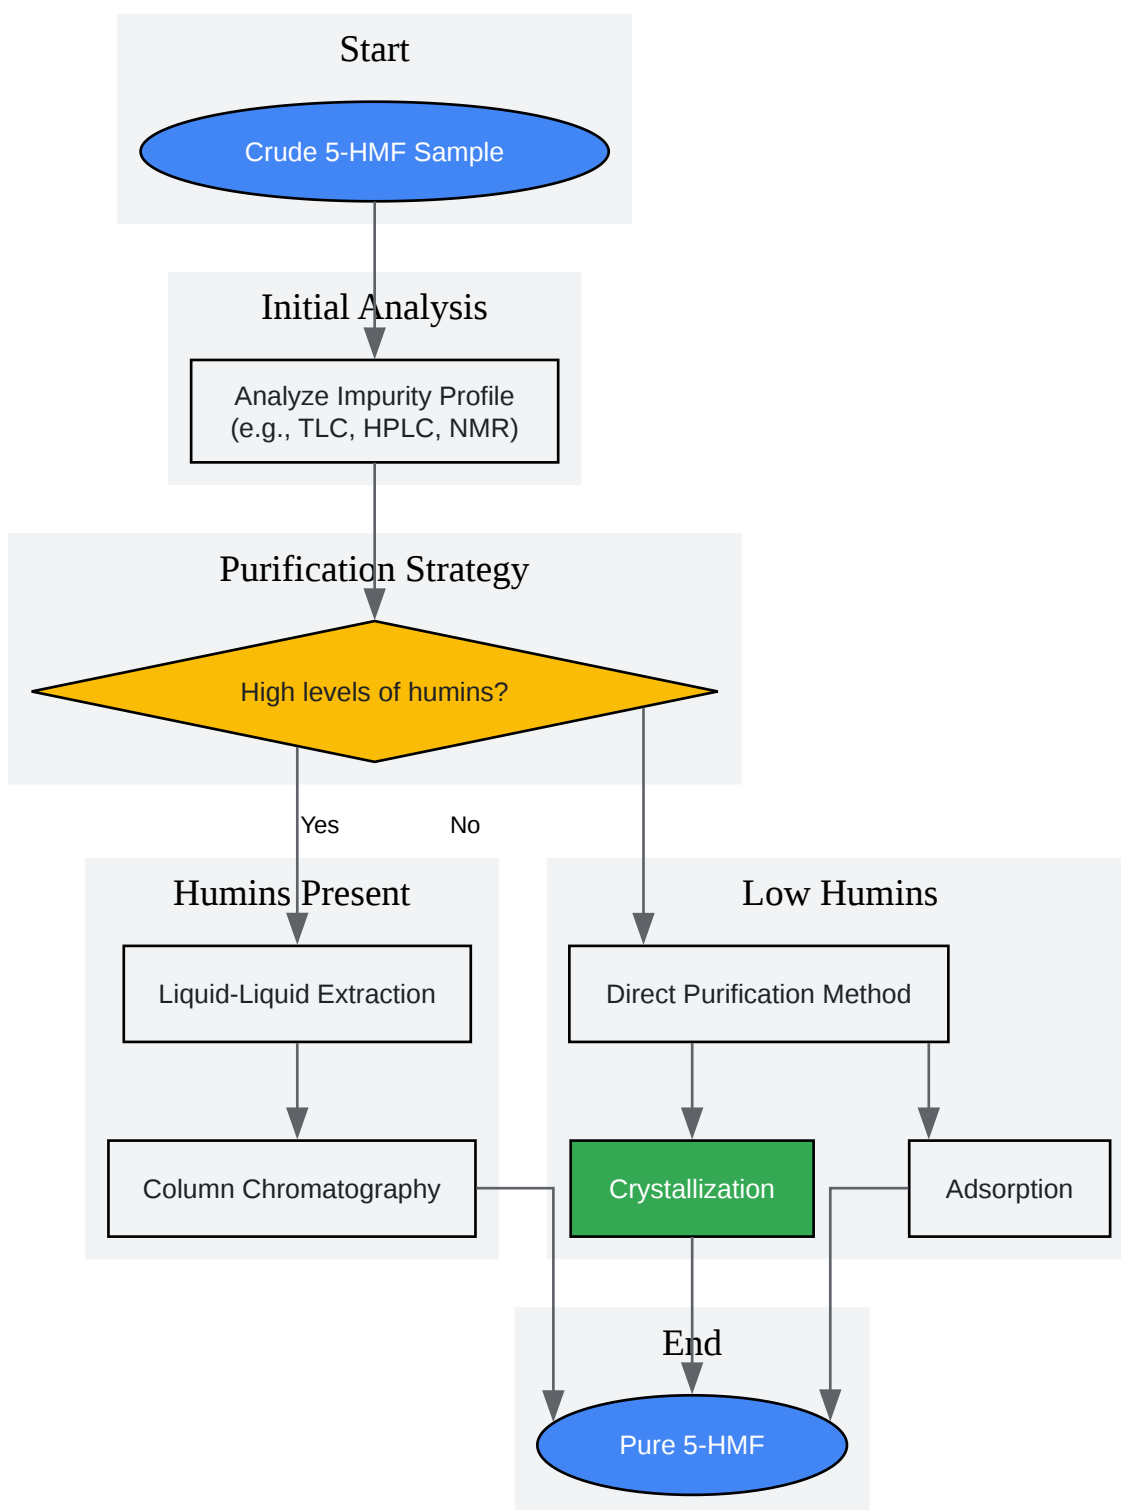 Start
Crude 5-HMF Sample
Initial Analysis
Analyze Impurity Profile
(e.g., TLC, HPLC, NMR)
Purification Strategy
High levels of humins?
Yes
No
Humins Present
Low Humins
Liquid-Liquid Extraction
Direct Purification Method
Column Chromatography
Crystallization
Adsorption
End
Pure 5-HMF